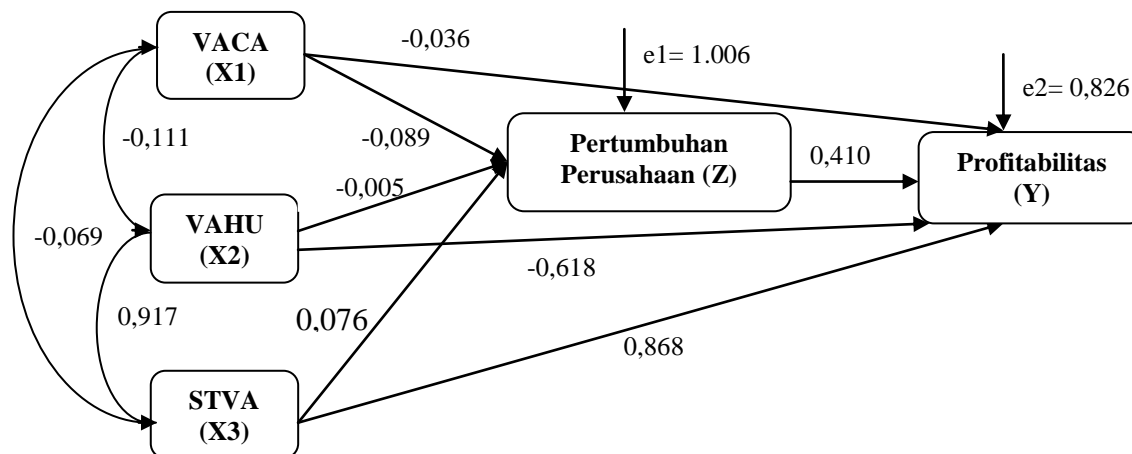 VACA
(X1)
-0,036
e1= 1.006
e2= 0,826
-0,111
-0,089
Pertumbuhan
Perusahaan (Z)
0,410
Profitabilitas
(Y)
-0,005
VAHU
(X2)
-0,069
-0,618
0,917
0,076
0,868
STVA
(X3)